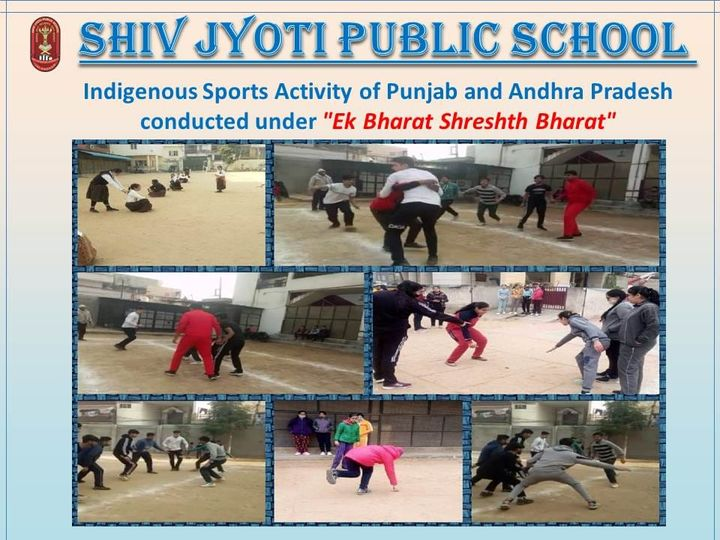 SHIV JYOTI PUBLIC SCHOOL
Indigenous Sports Activity of Punjab and Andhra Pradesh
conducted under "Ek Bharat Shreshth Bharat"